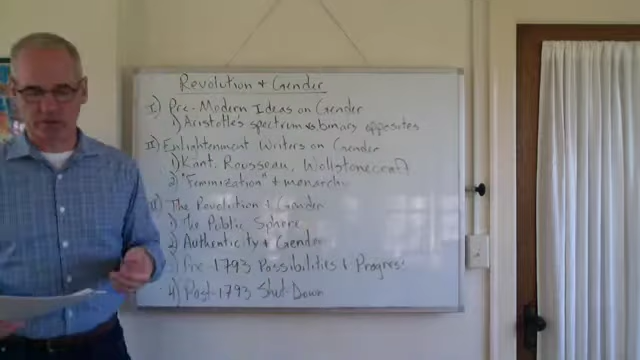 Revolution & Gender
I) Pre-Modern Ideas on Gender
1) Aristotle's spectrum vs binary opposites
II) Enlightenment Writers on Gender
1) Kant, Rousseau, Wollstonecraft
2) "Feminization" & monarchy
The Revolution & Gender
1) The Public Sphere
2) Authenticity & Gender
3) Pre-1793 Possibilities & Progress
4) Post-1793 Shut-Down